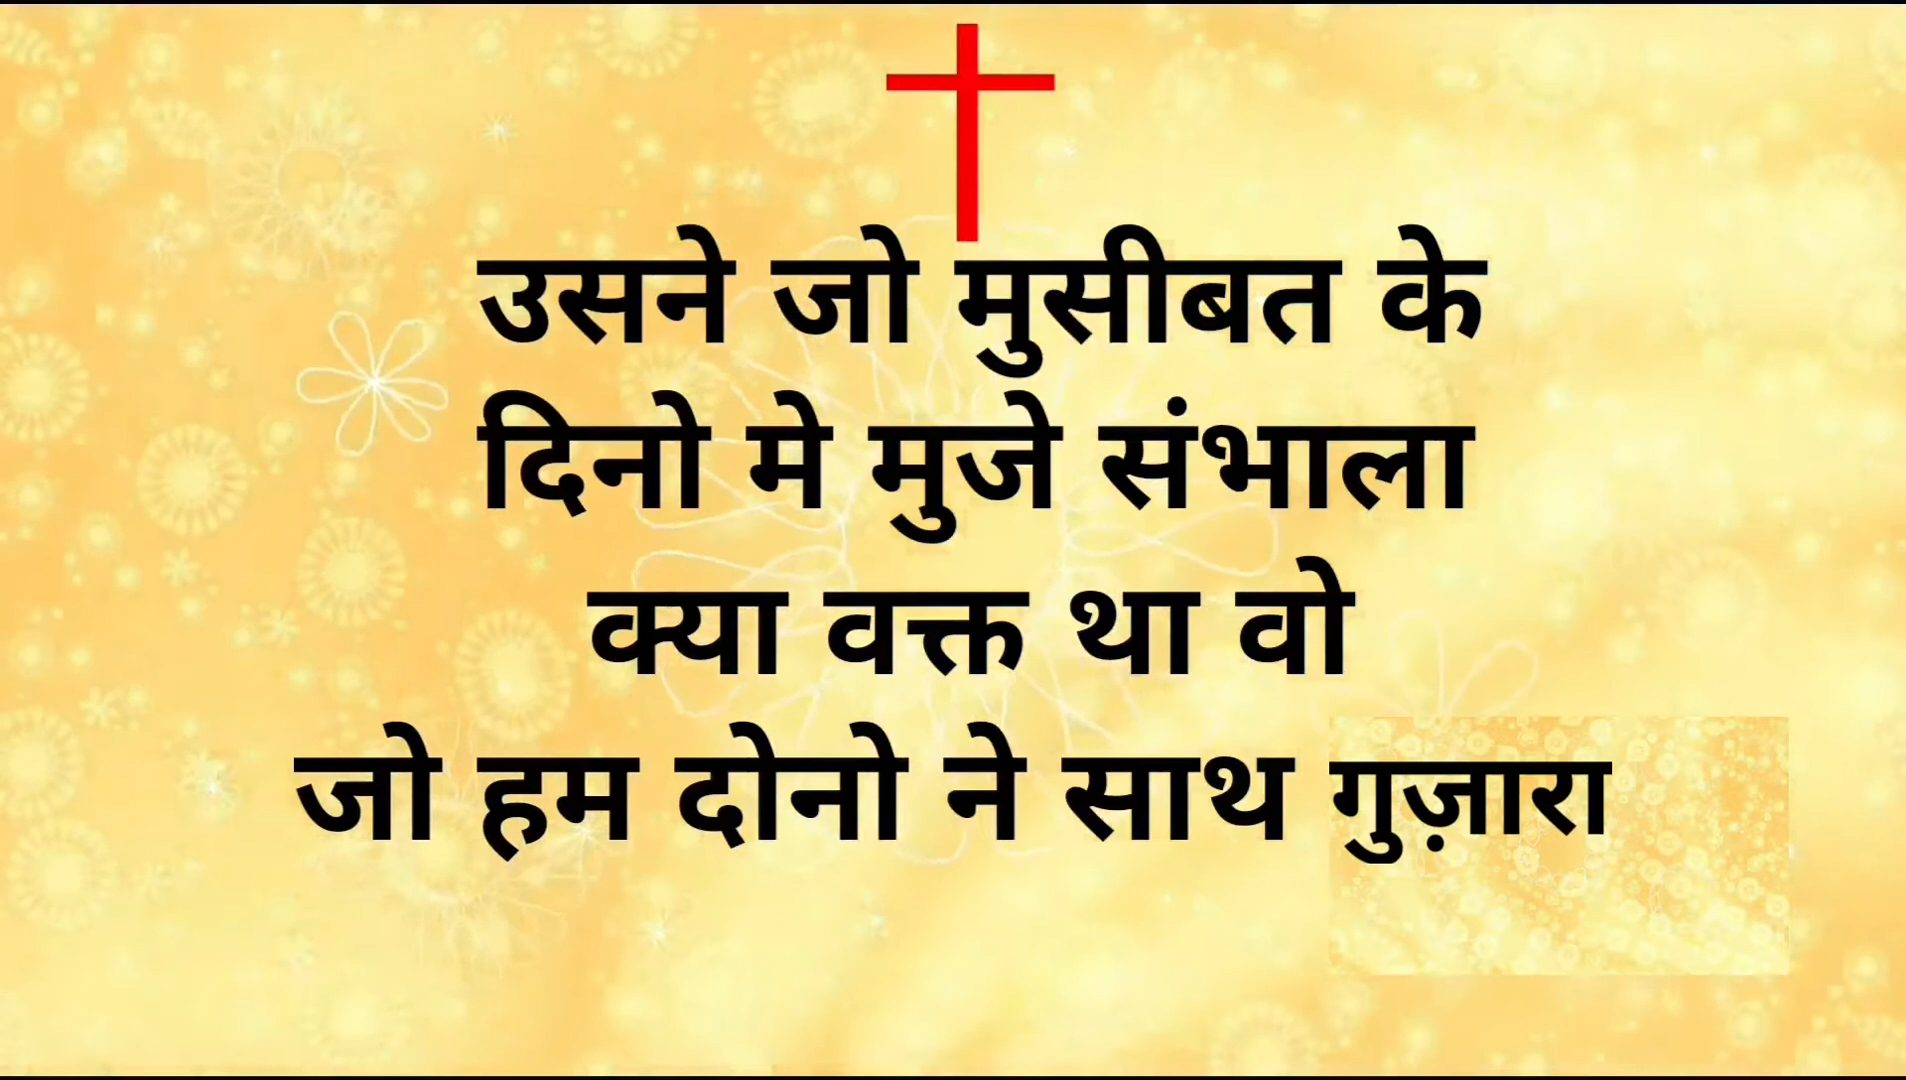 उसने जो मुसीबत के
दिनो मे मुजे संभाला
क्या वक्त था वो
जो हम दोनो ने साथ गुज़ारा